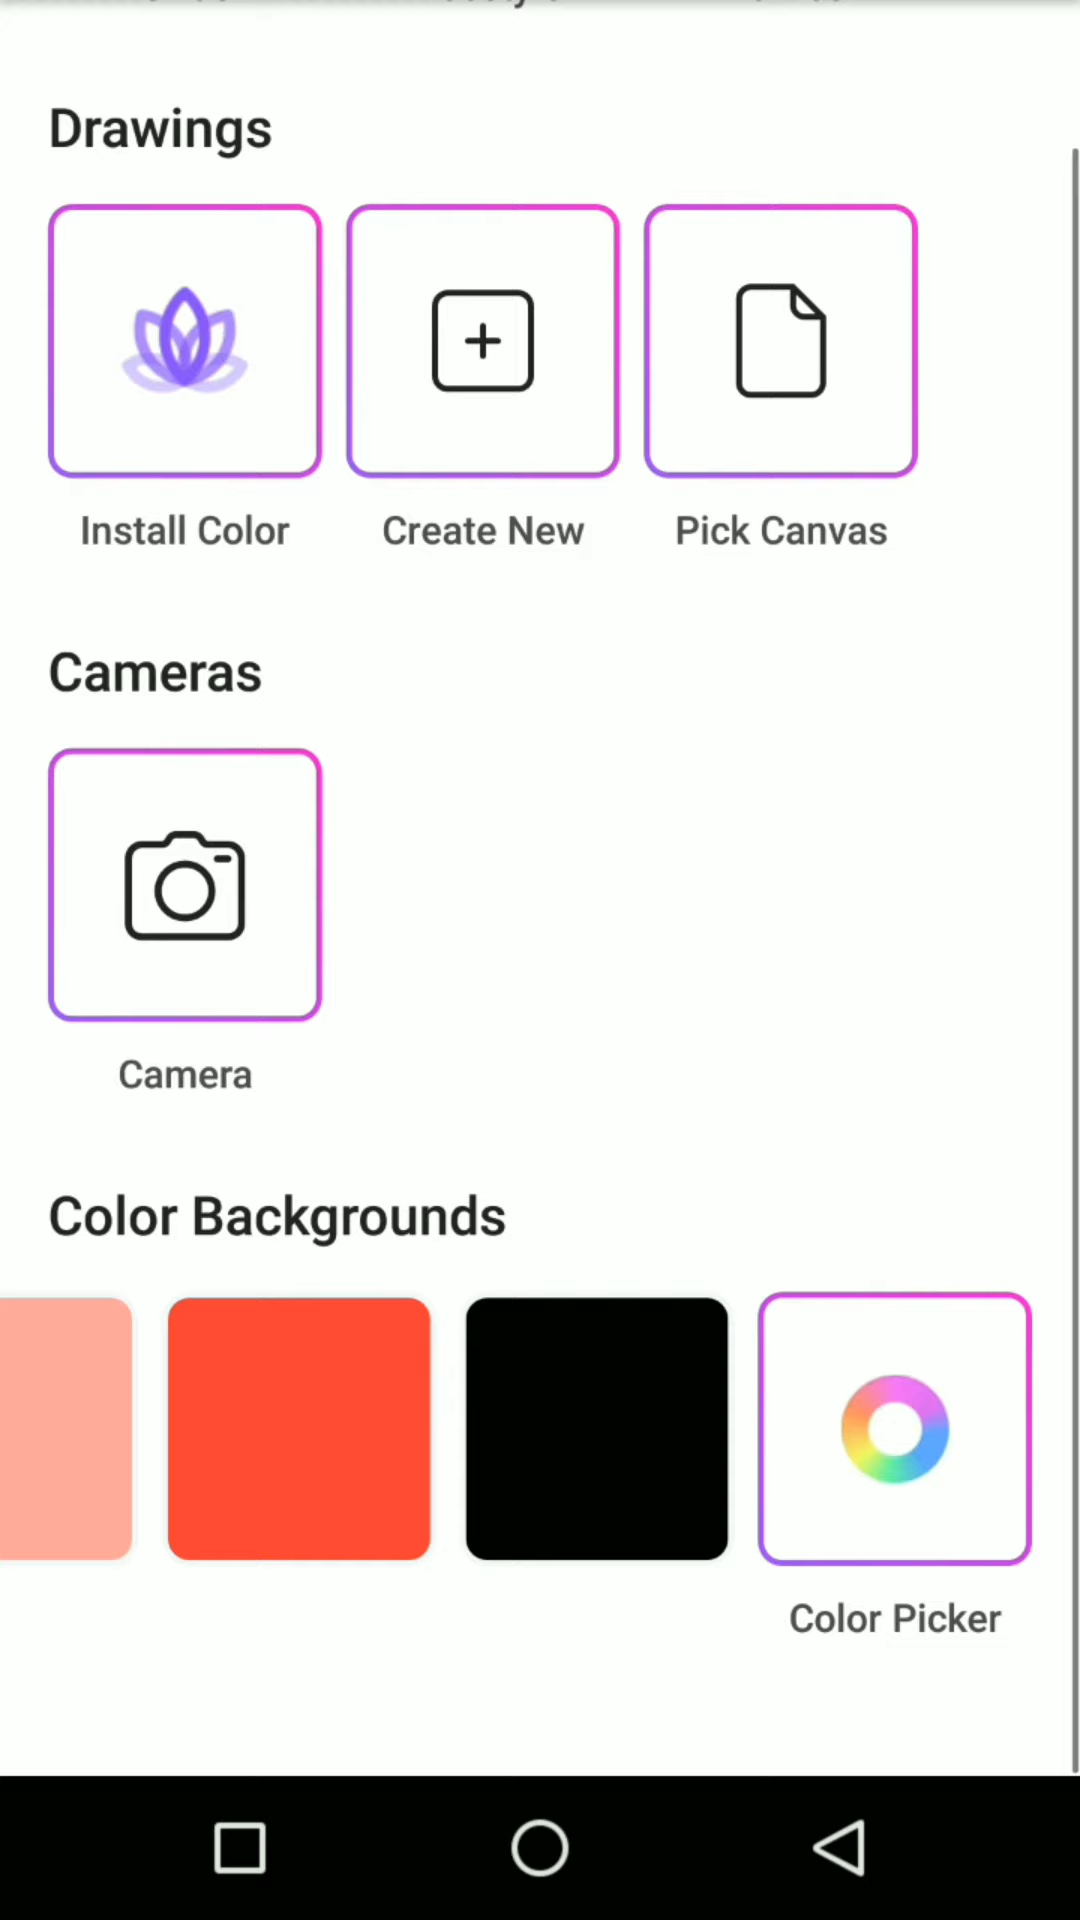 Drawings
Install Color
Create New
Pick Canvas
Cameras
Camera
Color Backgrounds
Color Picker